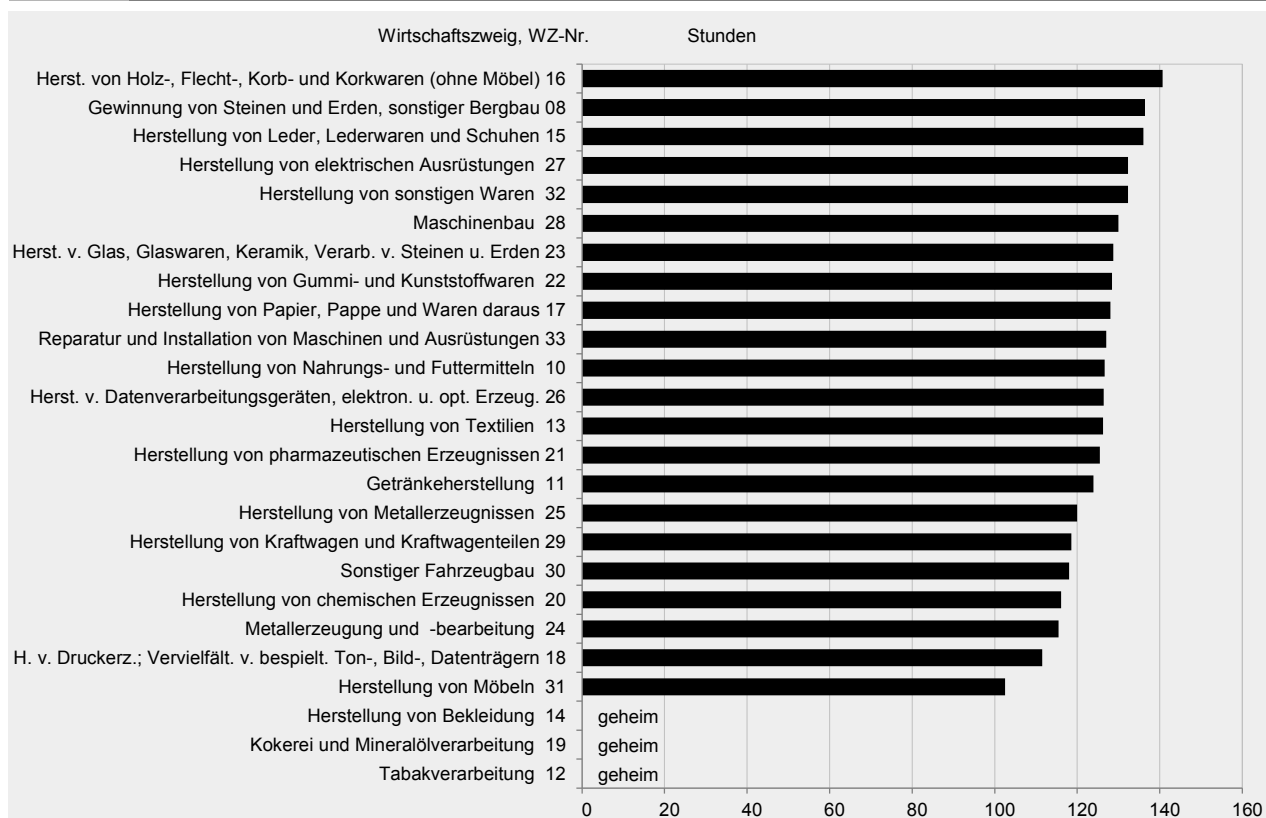 Wirtschaftszweig, WZ-Nr. Stunden
Herst. von Holz-, Flecht-, Korb- und Korkwaren (ohne Möbel) 16
Gewinnung von Steinen und Erden, sonstiger Bergbau 08
Herstellung von Leder, Lederwaren und Schuhen 15
Herstellung von elektrischen Ausrüstungen 27
Herstellung von sonstigen Waren 32
Maschinenbau 28
Herst. v. Glas, Glaswaren, Keramik, Verarb. v. Steinen u. Erden 23
Herstellung von Gummi- und Kunststoffwaren 22
Herstellung von Papier, Pappe und Waren daraus 17
Reparatur und Installation von Maschinen und Ausrüstungen 33
Herstellung von Nahrungs- und Futtermitteln 10
Herst. v. Datenverarbeitungsgeräten, elektron. u. opt. Erzeug. 26
Herstellung von Textilien 13
Herstellung von pharmazeutischen Erzeugnissen 21
Getränkeherstellung 11
Herstellung von Metallerzeugnissen 25
Herstellung von Kraftwagen und Kraftwagenteilen 29
Sonstiger Fahrzeugbau 30
Herstellung von chemischen Erzeugnissen 20
Metallerzeugung und -bearbeitung 24
H. v. Druckerz.; Vervielfält. v. bespielt. Ton-, Bild-, Datenträgern 18
Herstellung von Möbeln 31
Herstellung von Bekleidung 14 geheim
Kokerei und Mineralölverarbeitung 19 geheim
Tabakverarbeitung 12 geheim
0 20 40 60 80 100 120 140 160